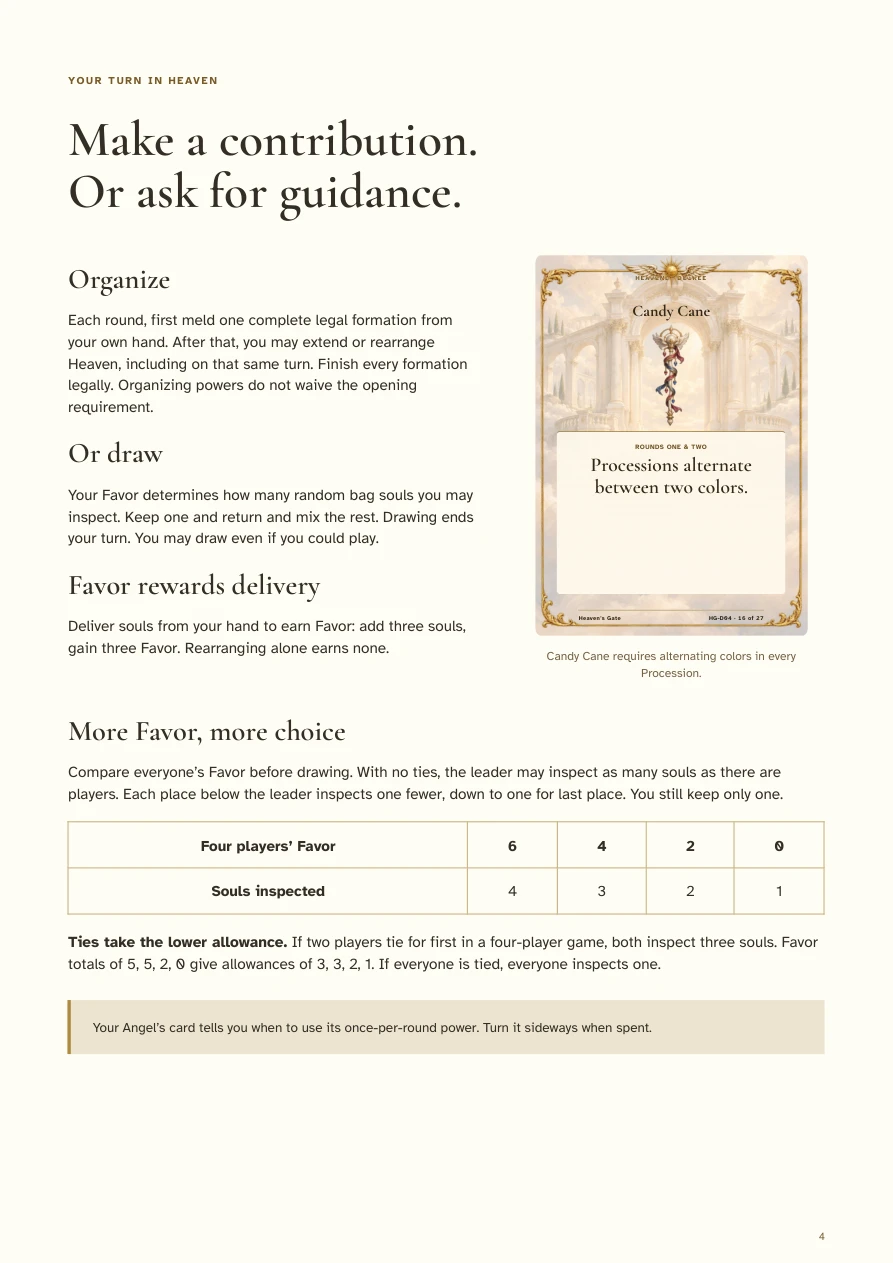 YOUR TURN IN HEAVEN
Make a contribution.
Or ask for guidance.
Organize
Each round, first meld one complete legal formation from
your own hand. After that, you may extend or rearrange
Heaven, including on that same turn. Finish every formation
legally. Organizing powers do not waive the opening
requirement.
Or draw
Your Favor determines how many random bag souls you may
inspect. Keep one and return and mix the rest. Drawing ends
your turn. You may draw even if you could play.
Favor rewards delivery
Deliver souls from your hand to earn Favor: add three souls,
gain three Favor. Rearranging alone earns none.
HEAVENLY DECREE
Candy Cane
ROUNDS ONE & TWO
Processions alternate
between two colors.
Heaven's Gate HG-D04 · 16 of 27
Candy Cane requires alternating colors in every
Procession.
More Favor, more choice
Compare everyone’s Favor before drawing. With no ties, the leader may inspect as many souls as there are
players. Each place below the leader inspects one fewer, down to one for last place. You still keep only one.
Four players’ Favor 6 4 2 0
Souls inspected 4 3 2 1
Ties take the lower allowance. If two players tie for first in a four-player game, both inspect three souls. Favor
totals of 5, 5, 2, 0 give allowances of 3, 3, 2, 1. If everyone is tied, everyone inspects one.
Your Angel’s card tells you when to use its once-per-round power. Turn it sideways when spent.
4